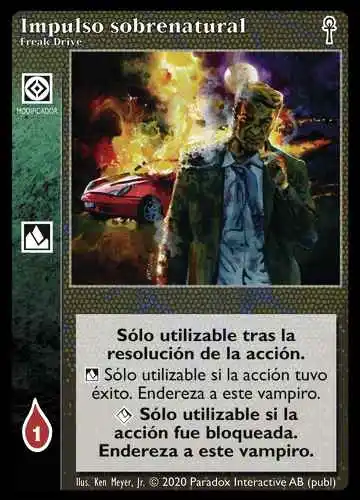 Impulso sobrenatural
Freak Drive
MODIFICADOR
Sólo utilizable tras la
resolución de la acción.
Sólo utilizable si la acción tuvo
éxito. Endereza a este vampiro.
Sólo utilizable si la
acción fue bloqueada.
Endereza a este vampiro.
1
Ilus. Ken Meyer, Jr. © 2020 Paradox Interactive AB (publ)